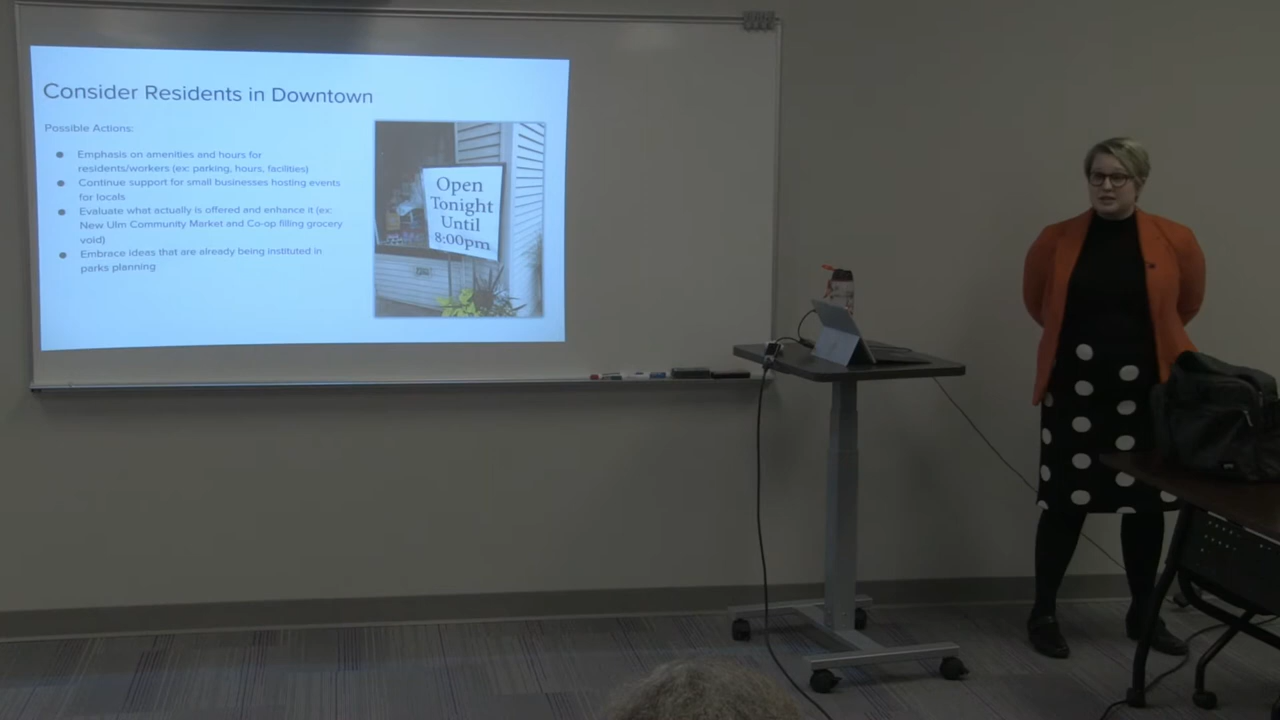 Consider Residents in Downtown
Possible Actions:
● Emphasis on amenities and hours for
residents/workers (ex: parking, hours, facilities)
● Continue support for small businesses hosting events
for locals
● Evaluate what actually is offered and enhance it (ex:
New Ulm Community Market and Co-op filling grocery
void)
● Embrace ideas that are already being instituted in
parks planning
Open
Tonight
Until
8:00pm